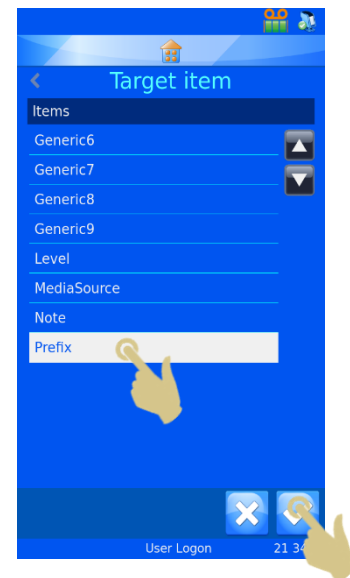 Target item
Items
Generic6
Generic7
Generic8
Generic9
Level
MediaSource
Note
Prefix
User Logon
21 34